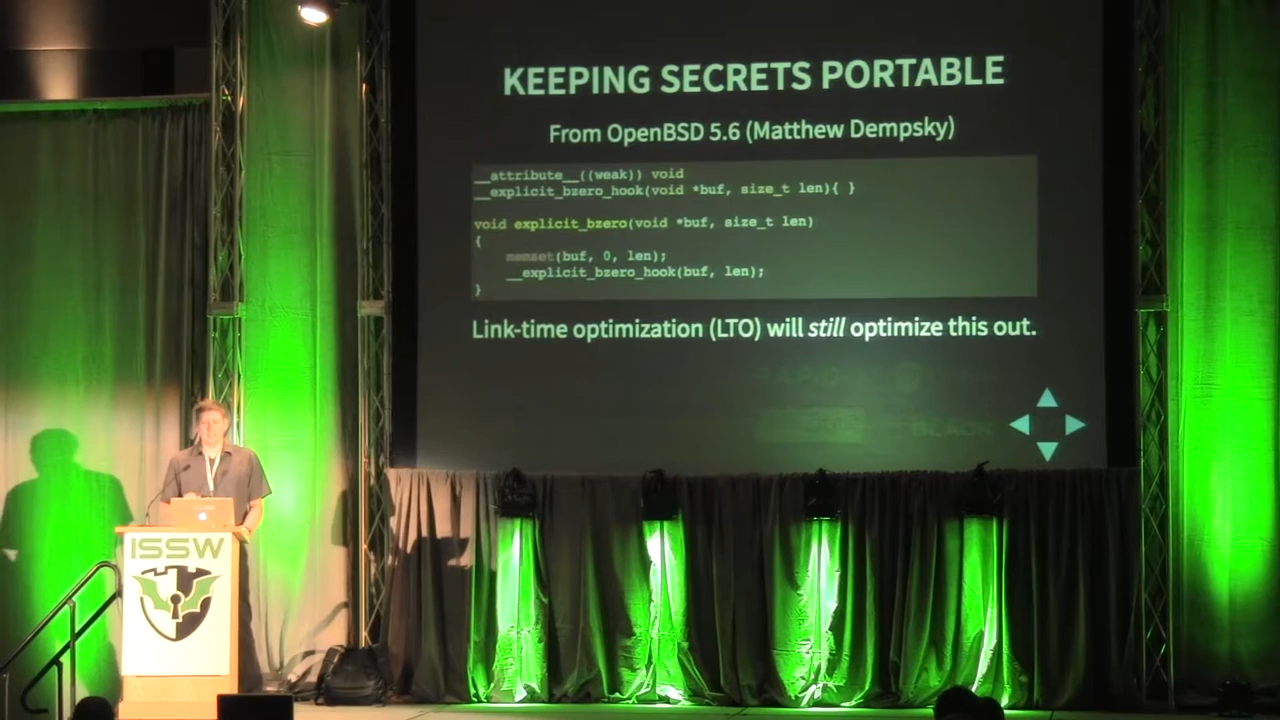 KEEPING SECRETS PORTABLE
From OpenBSD 5.6 (Matthew Dempsky)
__attribute__((weak)) void
__explicit_bzero_hook(void *buf, size_t len){ }
void explicit_bzero(void *buf, size_t len)
{
memset(buf, 0, len);
__explicit_bzero_hook(buf, len);
}
Link-time optimization (LTO) will still optimize this out.
ISSW